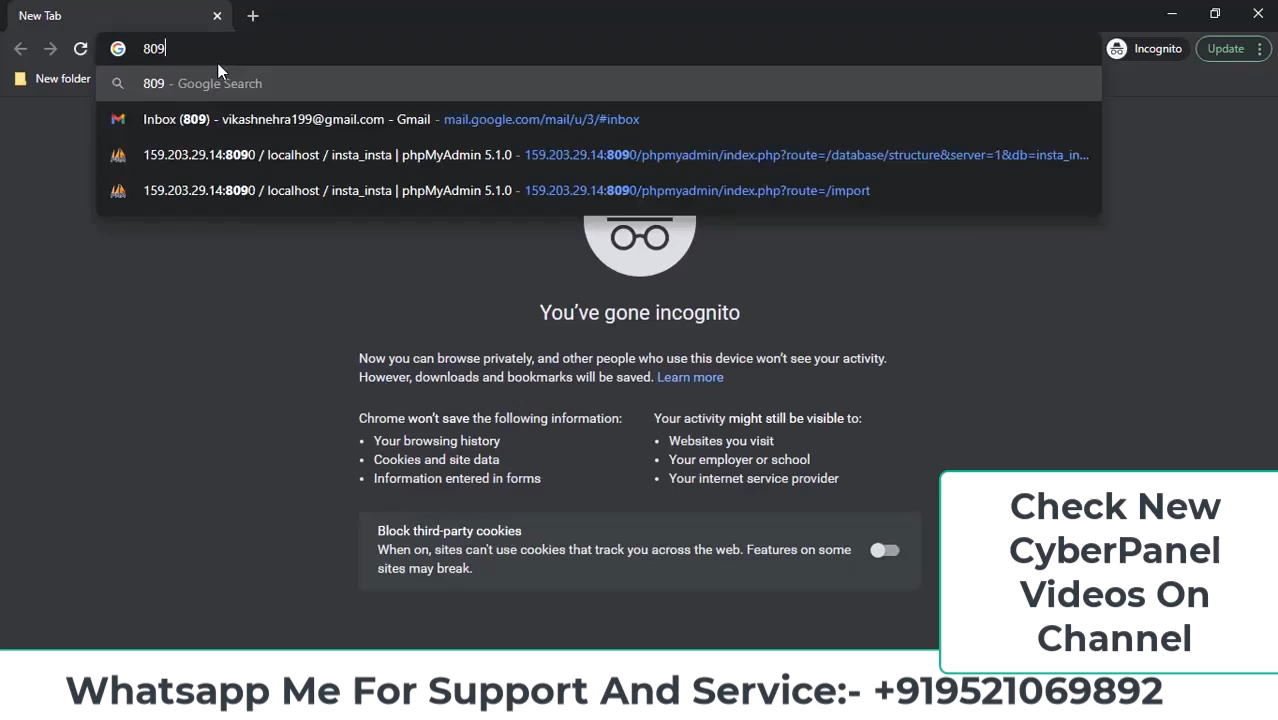 New Tab
809
Incognito
Update
New folder
809 - Google Search
Inbox (809) - vikashnehra199@gmail.com - Gmail - mail.google.com/mail/u/3/#inbox
159.203.29.14:8090 / localhost / insta_insta | phpMyAdmin 5.1.0 - 159.203.29.14:8090/phpmyadmin/index.php?route=/database/structure&server=1&db=insta_in...
159.203.29.14:8090 / localhost / insta_insta | phpMyAdmin 5.1.0 - 159.203.29.14:8090/phpmyadmin/index.php?route=/import
You've gone incognito
Now you can browse privately, and other people who use this device won't see your activity.
However, downloads and bookmarks will be saved. Learn more
Chrome won't save the following information:
• Your browsing history
• Cookies and site data
• Information entered in forms
Your activity might still be visible to:
• Websites you visit
• Your employer or school
• Your internet service provider
Block third-party cookies
When on, sites can't use cookies that track you across the web. Features on some
sites may break.
Check New
CyberPanel
Videos On
Channel
Whatsapp Me For Support And Service:- +919521069892